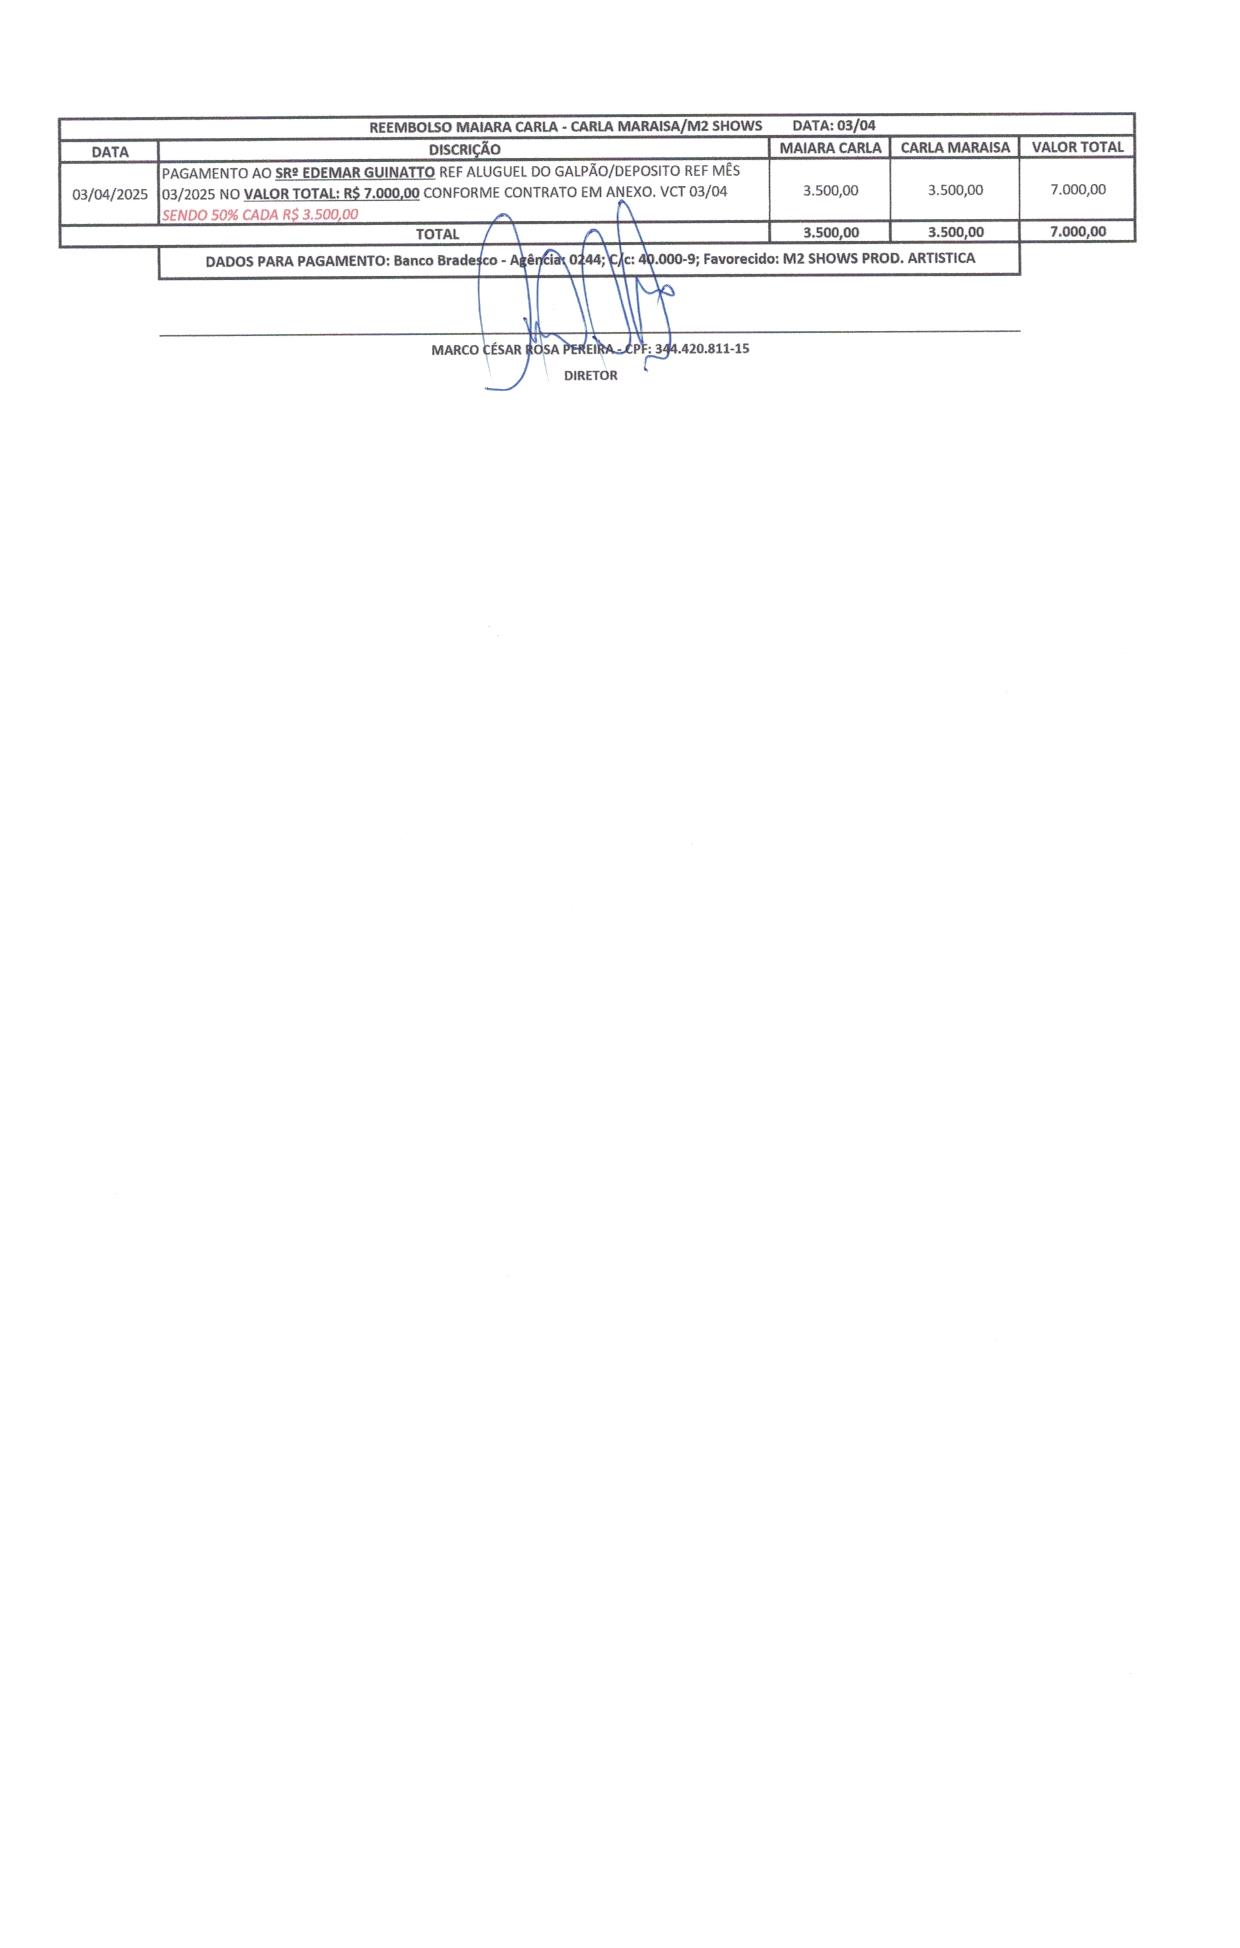 REEMBOLSO MAIARA CARLA - CARLA MARAISA/M2 SHOWS DATA: 03/04
DATA DISCRIÇÃO MAIARA CARLA CARLA MARAISA VALOR TOTAL
PAGAMENTO AO SRº EDEMAR GUINATTO REF ALUGUEL DO GALPÃO/DEPOSITO REF MÊS
03/04/2025 03/2025 NO VALOR TOTAL: R$ 7.000,00 CONFORME CONTRATO EM ANEXO. VCT 03/04 3.500,00 3.500,00 7.000,00
SENDO 50% CADA R$ 3.500,00
TOTAL 3.500,00 3.500,00 7.000,00
DADOS PARA PAGAMENTO: Banco Bradesco - Agência: 0244; C/c: 40.000-9; Favorecido: M2 SHOWS PROD. ARTISTICA
MARCO CÉSAR ROSA PEREIRA - CPF: 344.420.811-15
DIRETOR